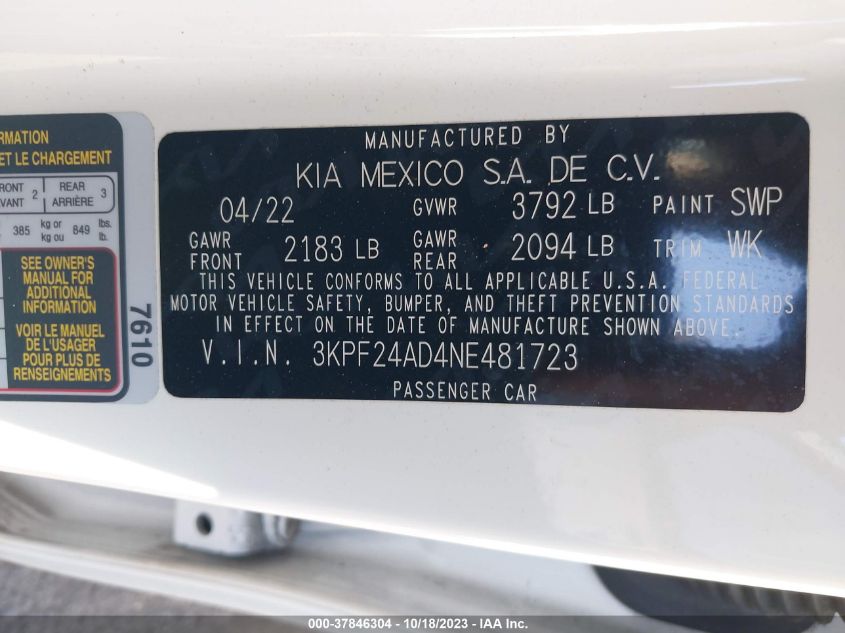 RMATION
ET LE CHARGEMENT
RONT
VANT 2
REAR
ARRIÈRE 3
385 kg or
kg ou 849 lbs.
lb.
SEE OWNER'S
MANUAL FOR
ADDITIONAL
INFORMATION
VOIR LE MANUEL
DE L'USAGER
POUR PLUS DE
RENSEIGNEMENTS
7610
MANUFACTURED BY
KIA MEXICO S.A. DE C.V.
04/22 GVWR 3792 LB PAINT SWP
GAWR
FRONT 2183 LB GAWR
REAR 2094 LB TRIM WK
THIS VEHICLE CONFORMS TO ALL APPLICABLE U.S.A. FEDERAL
MOTOR VEHICLE SAFETY, BUMPER, AND THEFT PREVENTION STANDARDS
IN EFFECT ON THE DATE OF MANUFACTURE SHOWN ABOVE.
V.I.N. 3KPF24AD4NE481723
PASSENGER CAR
000-37846304 - 10/18/2023 - IAA Inc.